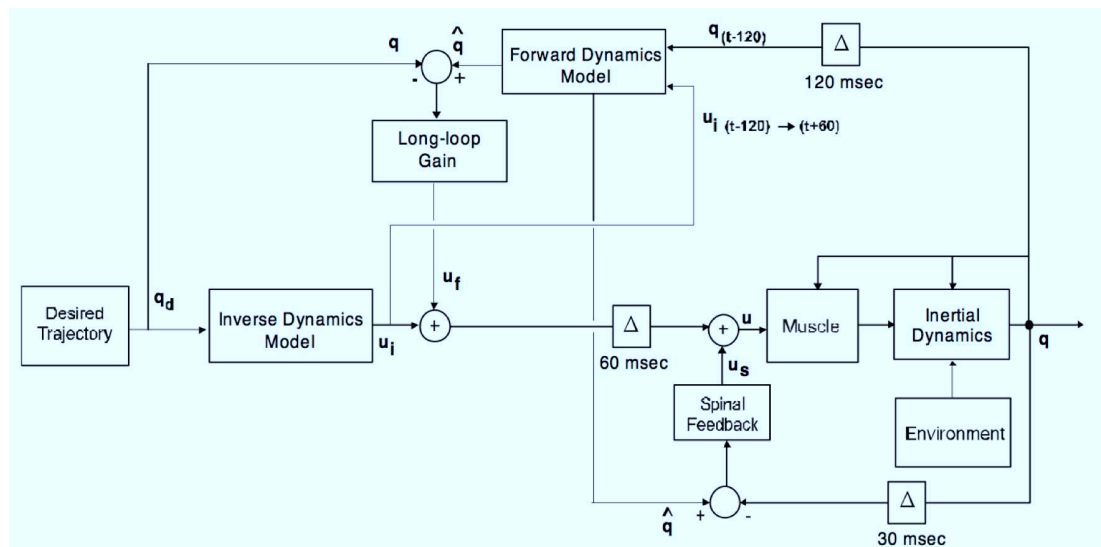 q
q̂
Forward Dynamics
Model
q(t-120)
Δ
120 msec
-
+
ui (t-120) → (t+60)
Long-loop
Gain
uf
Desired
Trajectory
qd
Inverse Dynamics
Model
ui
+
Δ
60 msec
+
u
us
Muscle
Inertial
Dynamics
q
Spinal
Feedback
Environment
q̂
+
-
Δ
30 msec